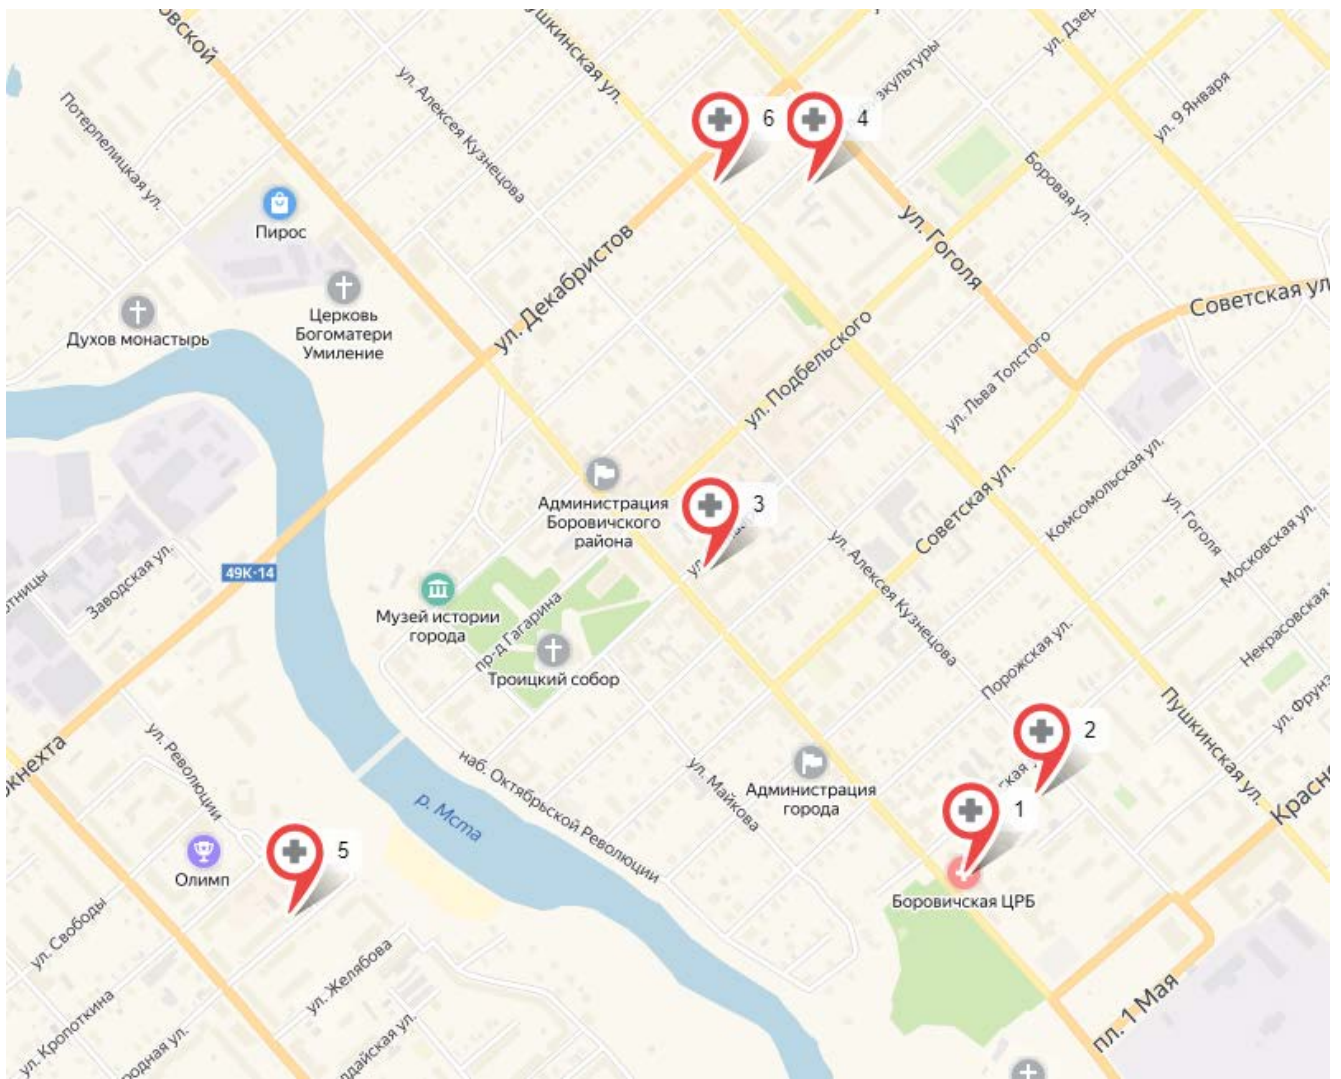 ул. Дзер
Пушкинская ул.
ул. Алексея Кузнецова
ул. 9 Января
6
4
Потерпелицкая ул.
Боровая ул.
Пирос
ул. Гоголя
ул. Декабристов
Советская ул
Церковь
Богоматери
Умиление
Духов монастырь
ул. Подбельского
ул. Льва Толстого
Комсомольская ул.
Советская ул.
ул. Гоголя
Московская ул.
3
Администрация
Боровичского
района
ул. Алексея Кузнецова
49К-14
Заводская ул.
Музей истории
города
пр-д Гагарина
Троицкий собор
Некрасовская
Порожская ул.
ул. Фрунз
Пушкинская ул.
ул. Революции
наб. Октябрьской Революции
ул. Майкова
2
Администрация
города
Красно
р. Мста
1
5
Олимп
Боровичская ЦРБ
ул. Свободы
ул. Желябова
ул. Кропоткина
пл. 1 Мая